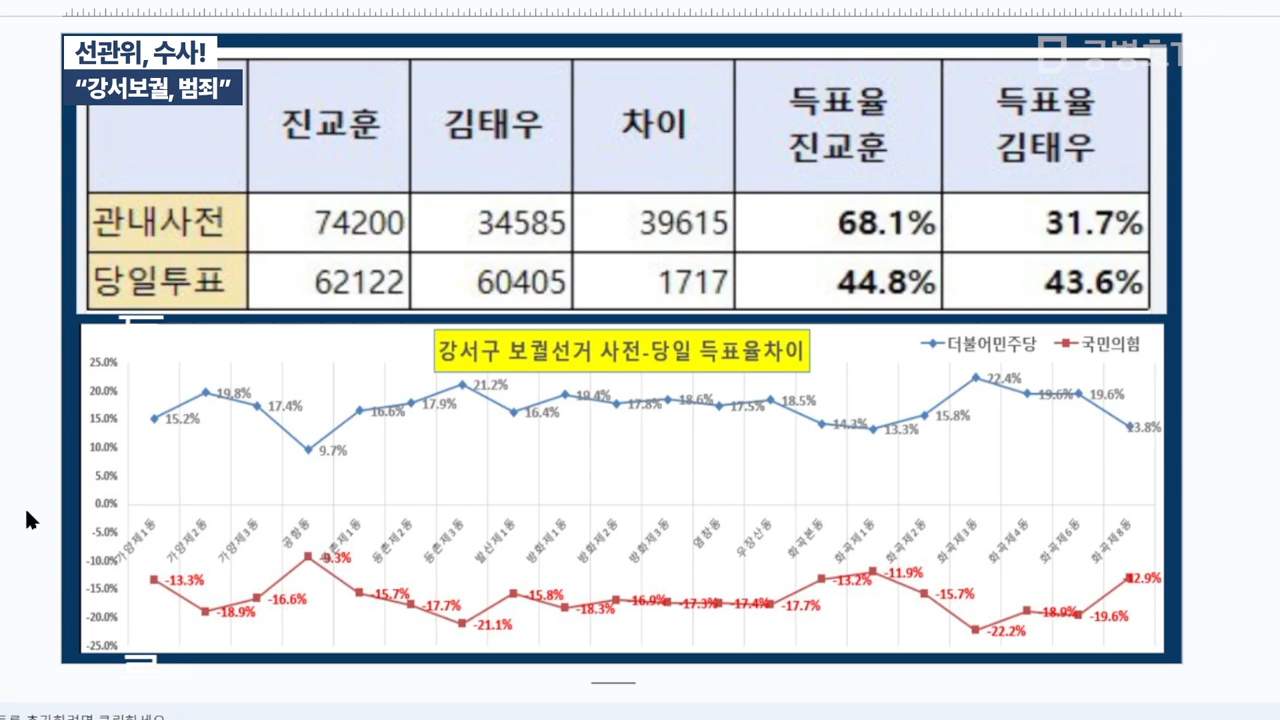 선관위, 수사!
“강서보궐, 범죄”
공병호T
진교훈 김태우 차이 득표율 진교훈 득표율 김태우
관내사전 74200 34585 39615 68.1% 31.7%
당일투표 62122 60405 1717 44.8% 43.6%
강서구 보궐선거 사전-당일 득표율차이
더불어민주당 국민의힘
25.0%
20.0%
15.0%
10.0%
5.0%
0.0%
-5.0%
-10.0%
-15.0%
-20.0%
-25.0%
15.2% 19.8% 17.4% 9.7% 16.6% 17.9% 21.2% 16.4% 19.4% 17.8% 18.6% 17.5% 18.5% 14.3% 13.3% 15.8% 22.4% 19.6% 19.6% 13.8%
가양제1동 가양제2동 가양제3동 공항동 등촌제1동 등촌제2동 등촌제3동 발산제1동 방화제1동 방화제2동 방화제3동 염창동 우장산동 화곡본동 화곡제1동 화곡제2동 화곡제3동 화곡제4동 화곡제6동 화곡제8동
-13.3% -18.9% -16.6% -9.3% -15.7% -17.7% -21.1% -15.8% -18.3% -16.9% -17.3% -17.4% -17.7% -13.2% -11.9% -15.7% -22.2% -18.9% -19.6% -12.9%
추가하려면 클릭하세요